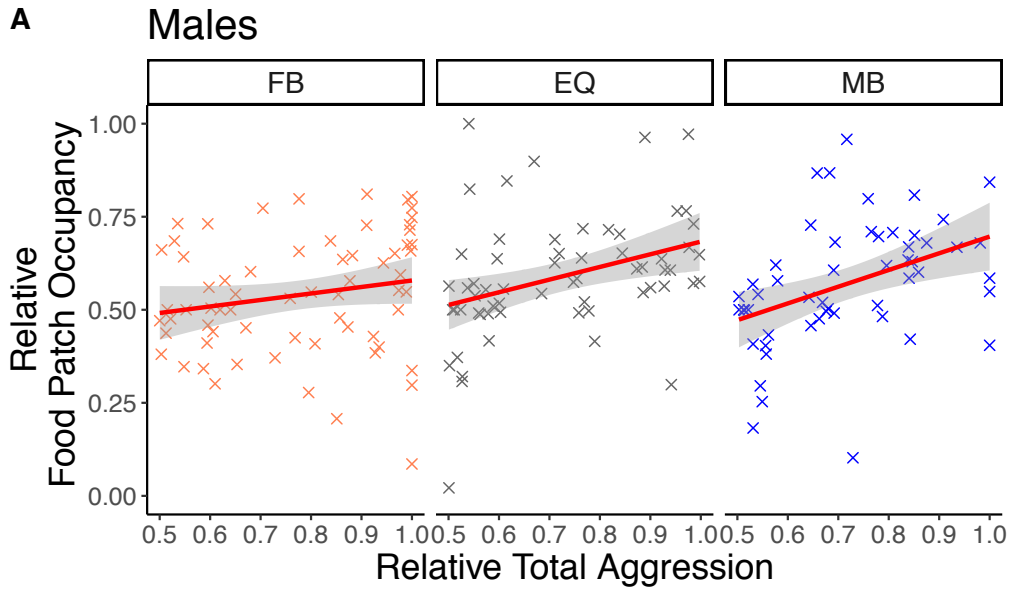 A
Males
FB
EQ
MB
Relative
Food Patch Occupancy
1.00
0.75
0.50
0.25
0.00
0.5 0.6 0.7 0.8 0.9 1.0 0.5 0.6 0.7 0.8 0.9 1.0 0.5 0.6 0.7 0.8 0.9 1.0
Relative Total Aggression